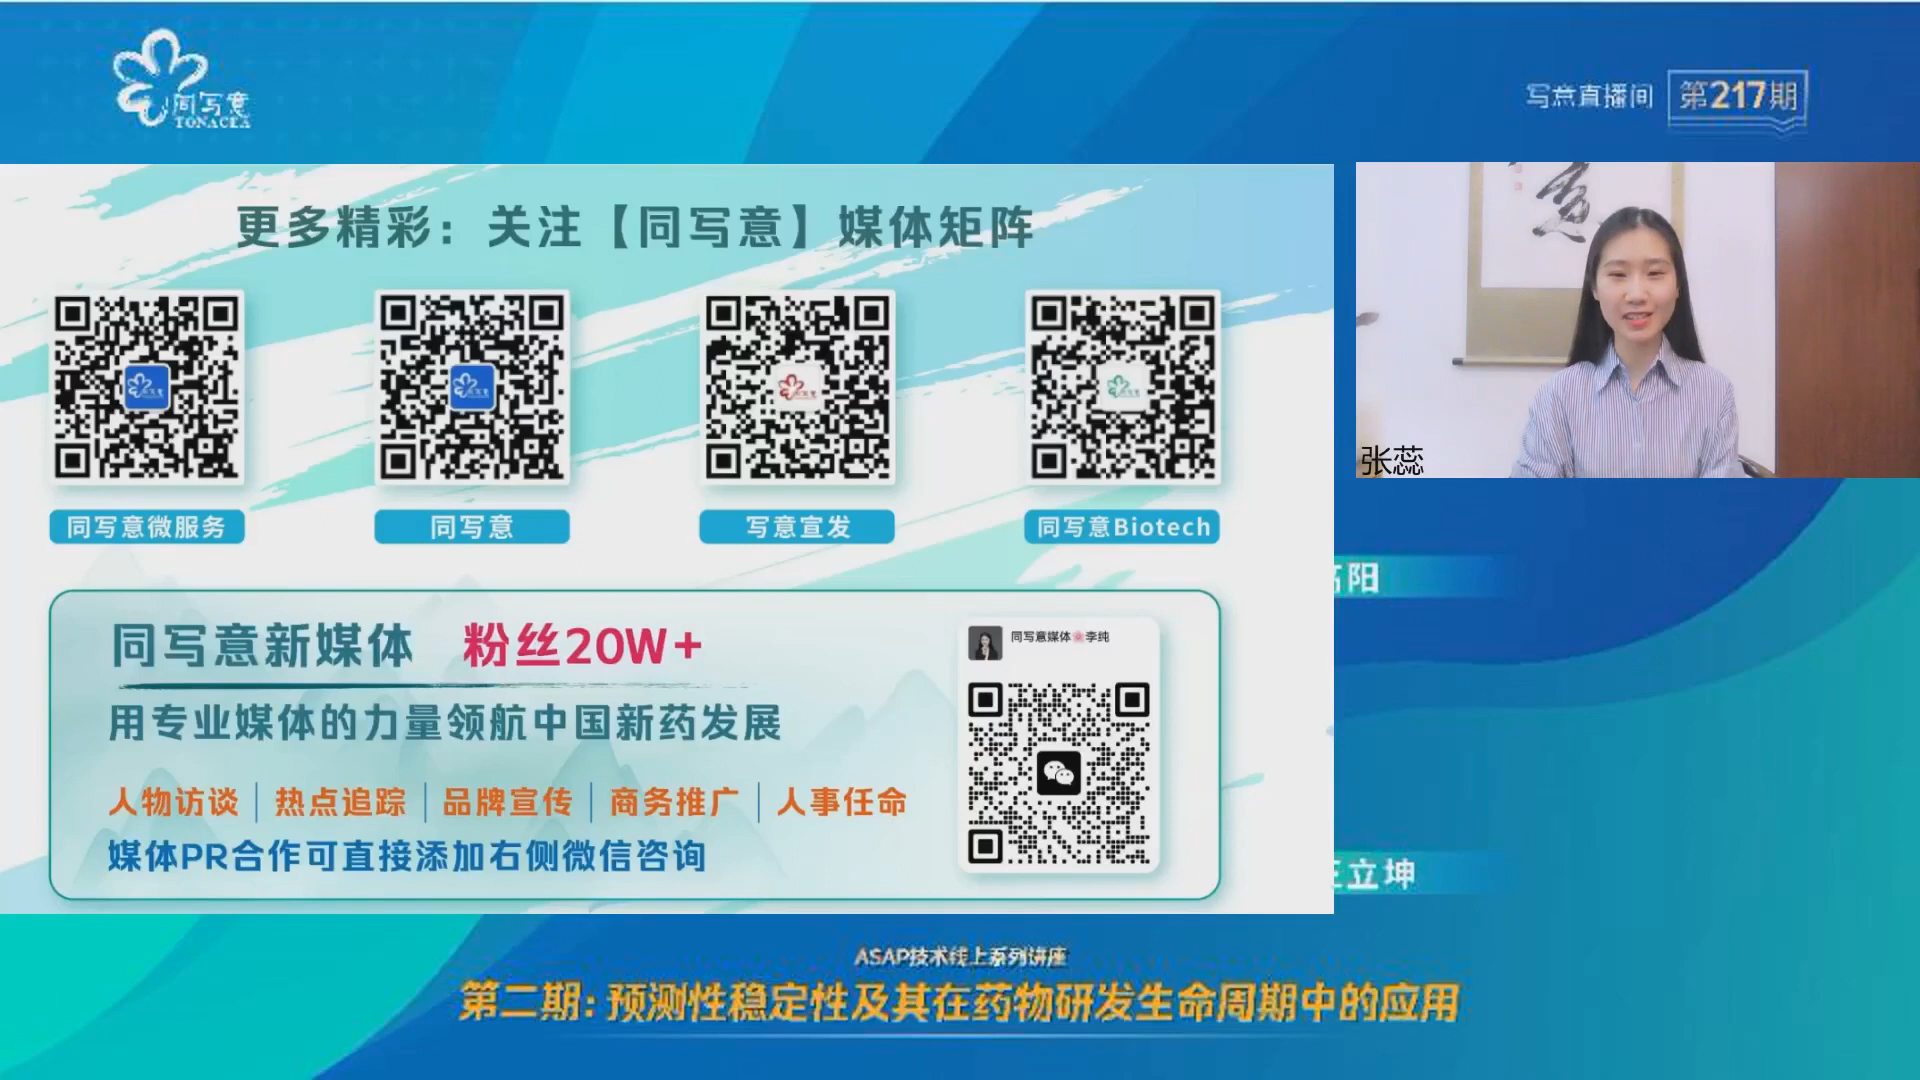 同写意
TONACEA
写意直播间
第217期
更多精彩：关注【同写意】媒体矩阵
同写意微服务
同写意
写意宣发
同写意Biotech
同写意新媒体 粉丝20W+
用专业媒体的力量领航中国新药发展
人物访谈│热点追踪│品牌宣传│商务推广│人事任命
媒体PR合作可直接添加右侧微信咨询
同写意媒体🌸李纯
张蕊
阳
王立坤
ASAP技术线上系列讲座
第二期：预测性稳定性及其在药物研发生命周期中的应用